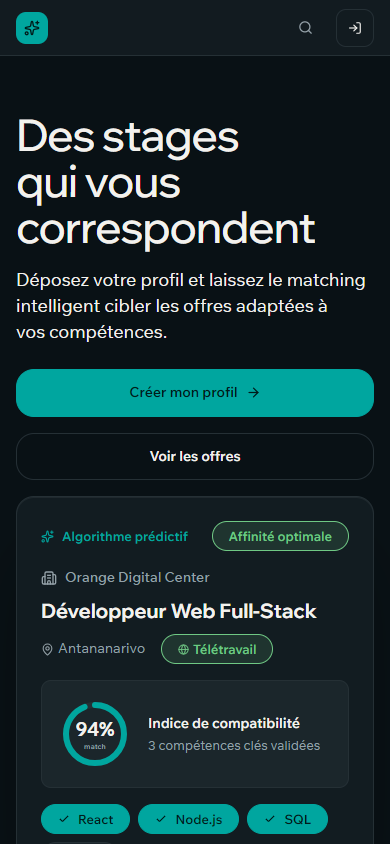 Des stages
qui vous
correspondent
Déposez votre profil et laissez le matching
intelligent cibler les offres adaptées à
vos compétences.
Créer mon profil
Voir les offres
Algorithme prédictif
Affinité optimale
Orange Digital Center
Développeur Web Full-Stack
Antananarivo
Télétravail
94%
match
Indice de compatibilité
3 compétences clés validées
React
Node.js
SQL